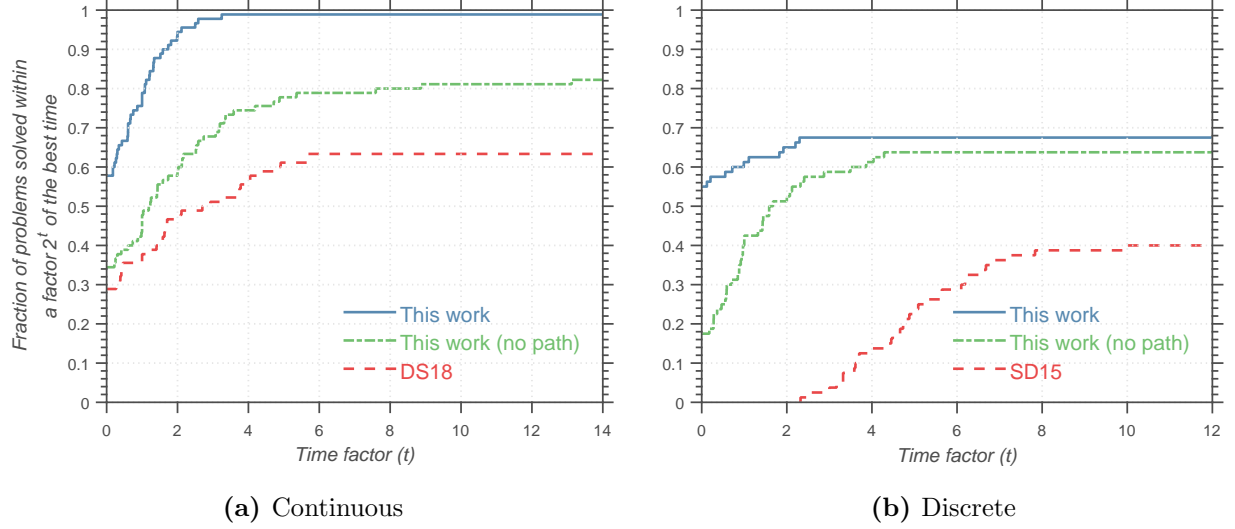 Fraction of problems solved within
a factor 2^t of the best time
1
0.9
0.8
0.7
0.6
0.5
0.4
0.3
0.2
0.1
0
This work
This work (no path)
DS18
0 2 4 6 8 10 12 14
Time factor (t)
(a) Continuous
1
0.9
0.8
0.7
0.6
0.5
0.4
0.3
0.2
0.1
0
This work
This work (no path)
SD15
0 2 4 6 8 10 12
Time factor (t)
(b) Discrete